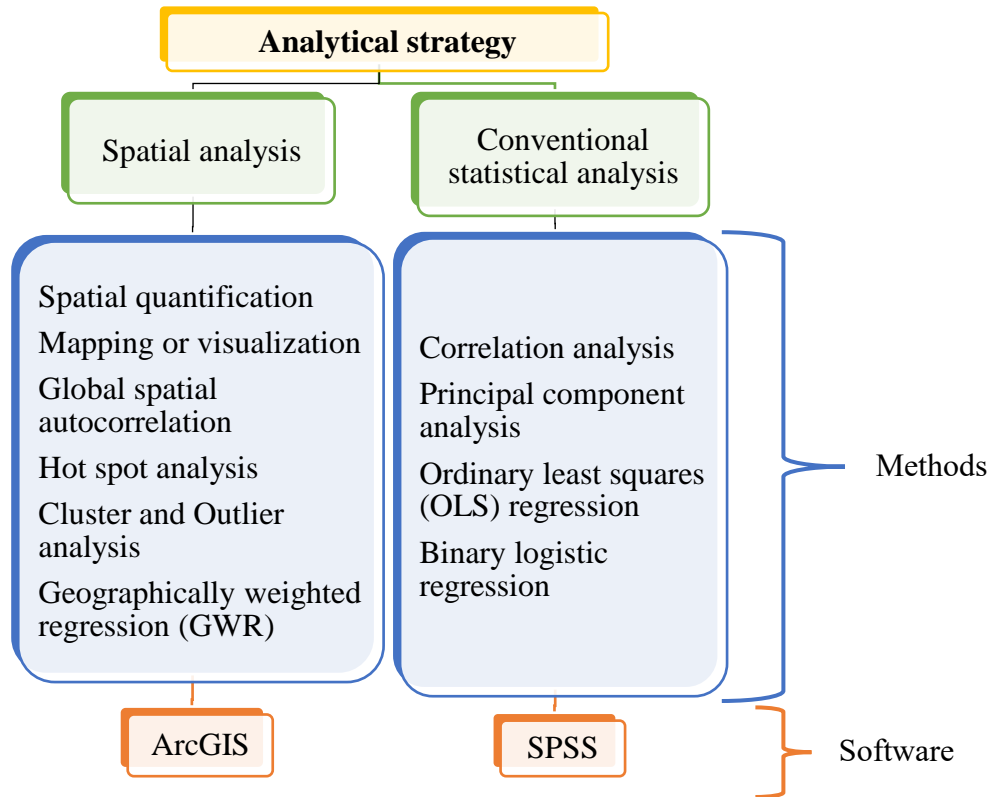 Analytical strategy
Spatial analysis
Conventional
statistical analysis
Spatial quantification
Mapping or visualization
Global spatial
autocorrelation
Hot spot analysis
Cluster and Outlier
analysis
Geographically weighted
regression (GWR)
Correlation analysis
Principal component
analysis
Ordinary least squares
(OLS) regression
Binary logistic
regression
Methods
ArcGIS
SPSS
Software